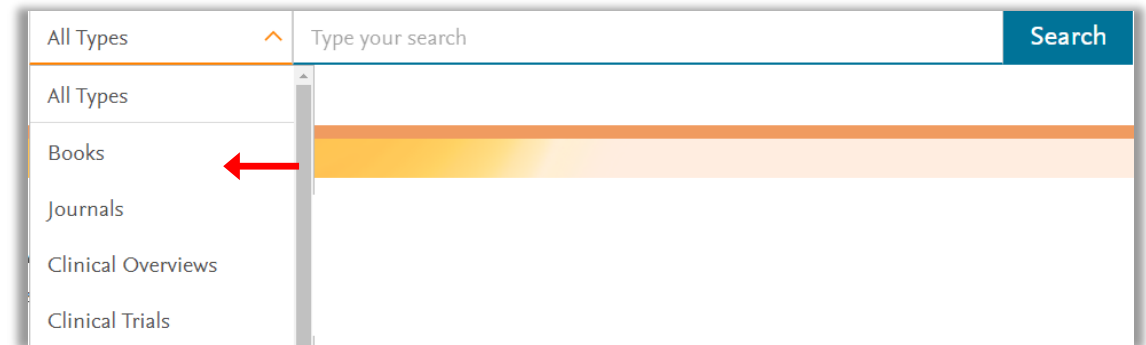 All Types Type your search Search
All Types
Books
Journals
Clinical Overviews
Clinical Trials